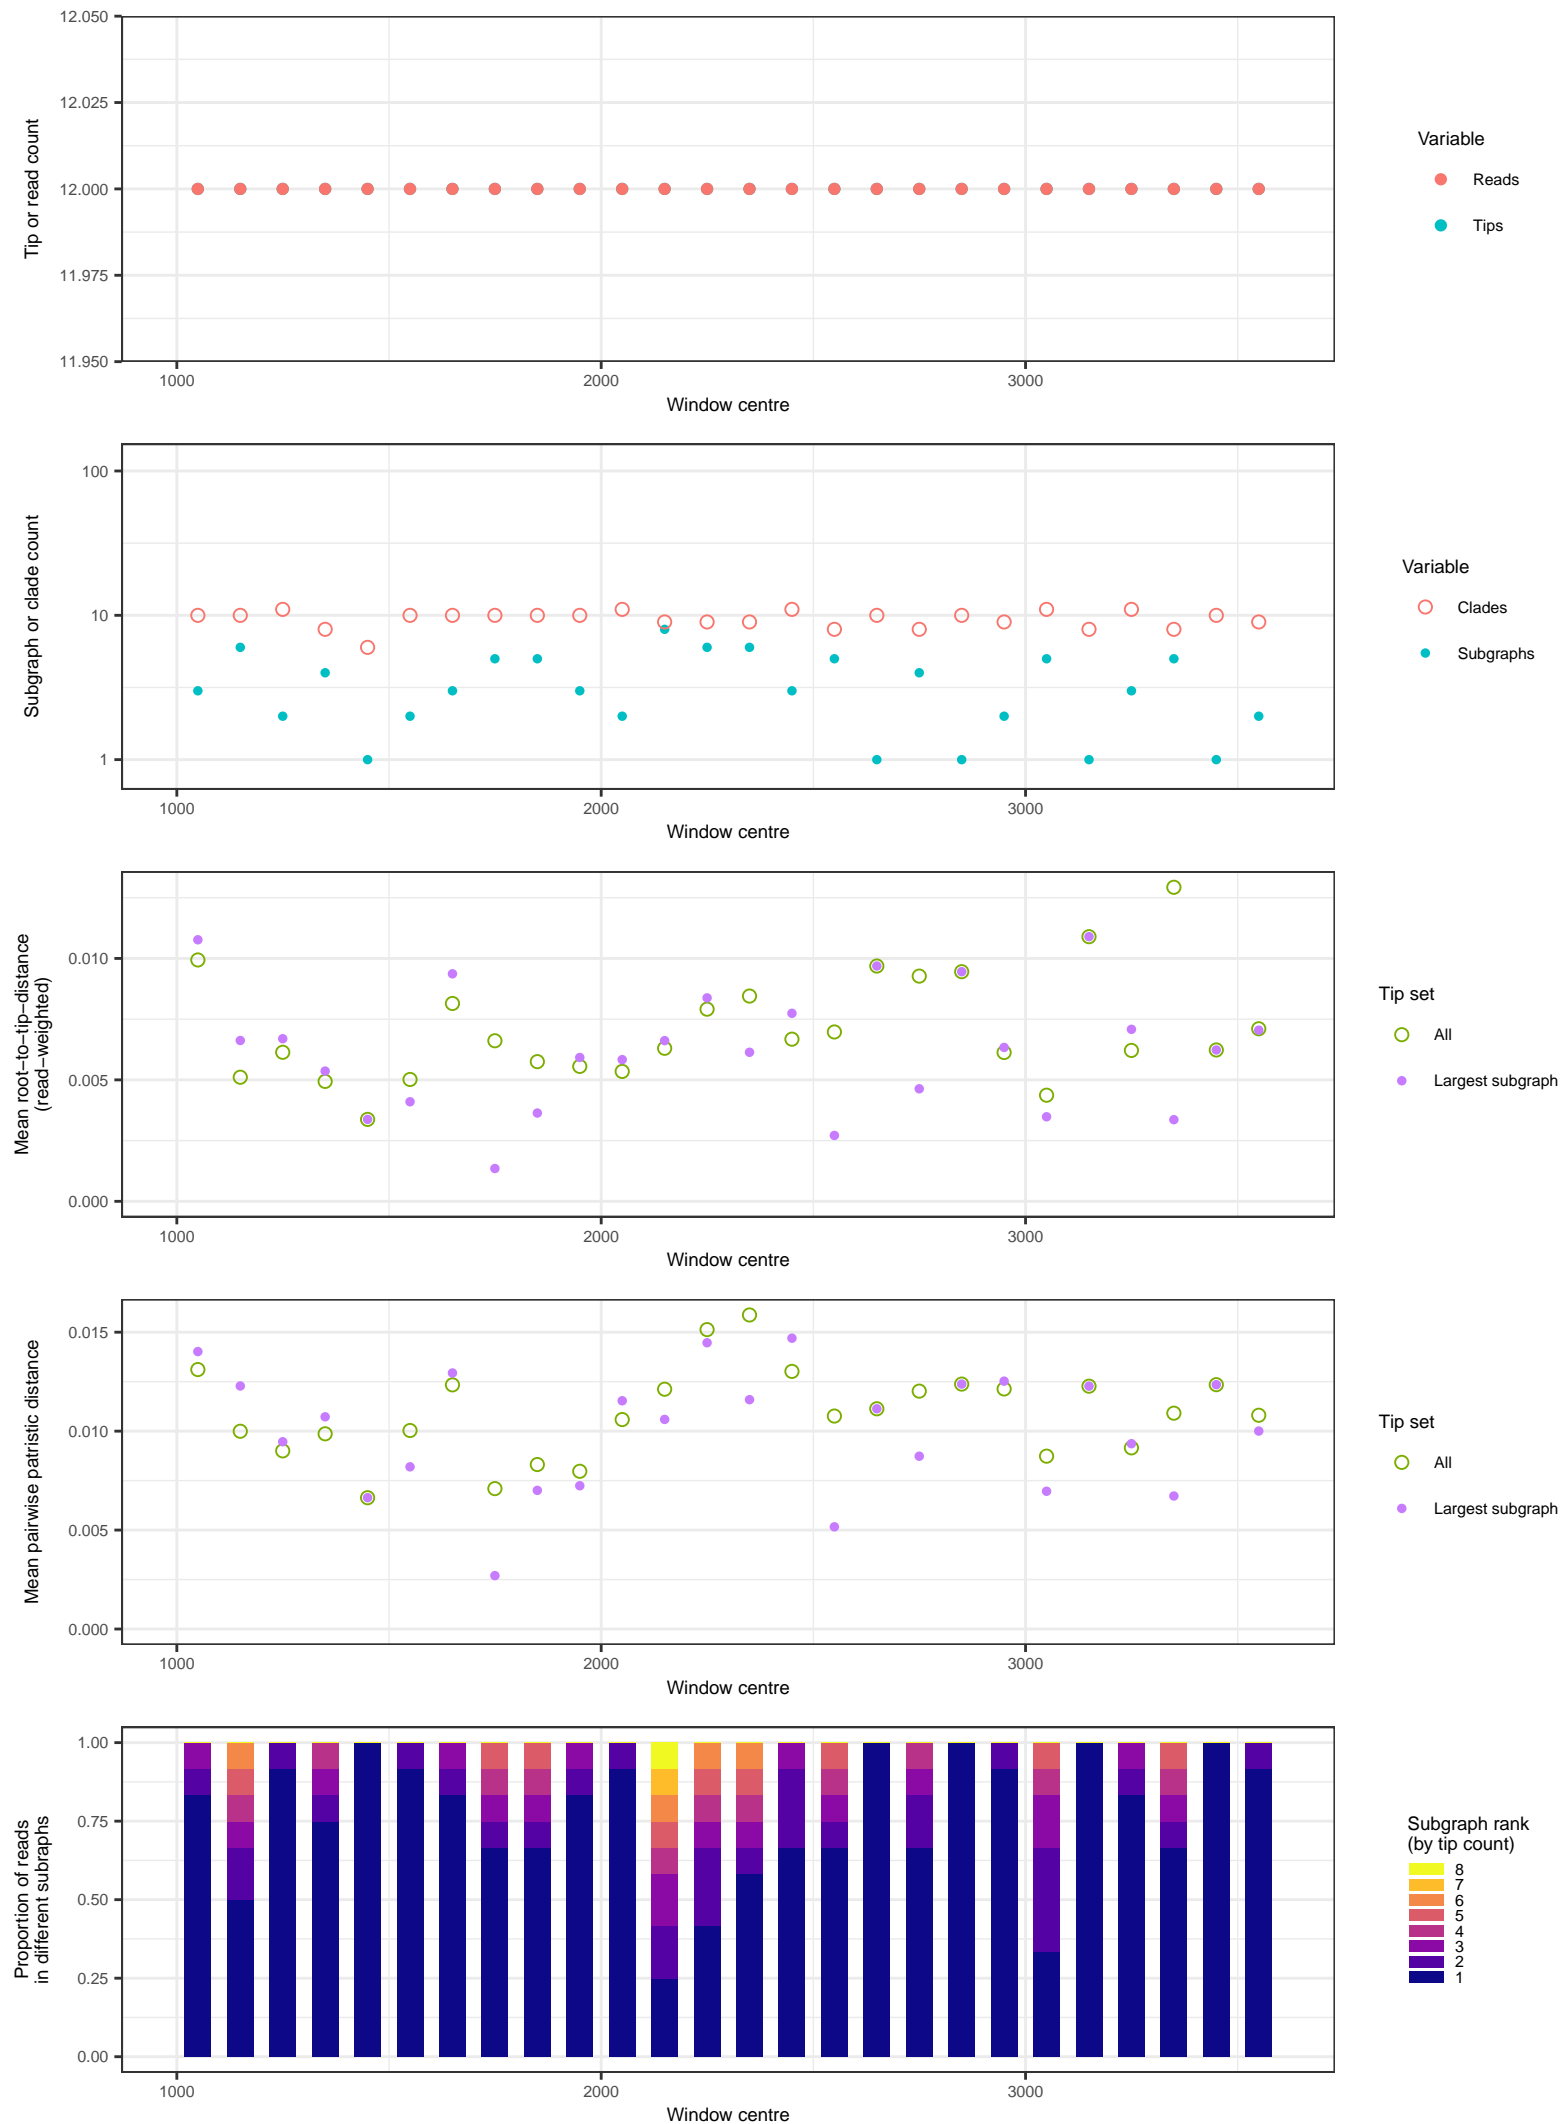 12.050
12.025
12.000
11.975
11.950
Tip or read count
1000
2000
3000
Window centre
Variable
Reads
Tips
100
10
1
Subgraph or clade count
1000
2000
3000
Window centre
Variable
Clades
Subgraphs
0.010
0.005
0.000
Mean root−to−tip−distance
(read−weighted)
1000
2000
3000
Window centre
Tip set
All
Largest subgraph
0.015
0.010
0.005
0.000
Mean pairwise patristic distance
1000
2000
3000
Window centre
Tip set
All
Largest subgraph
1.00
0.75
0.50
0.25
0.00
Proportion of reads
in different subraphs
1000
2000
3000
Window centre
Subgraph rank
(by tip count)
8
7
6
5
4
3
2
1